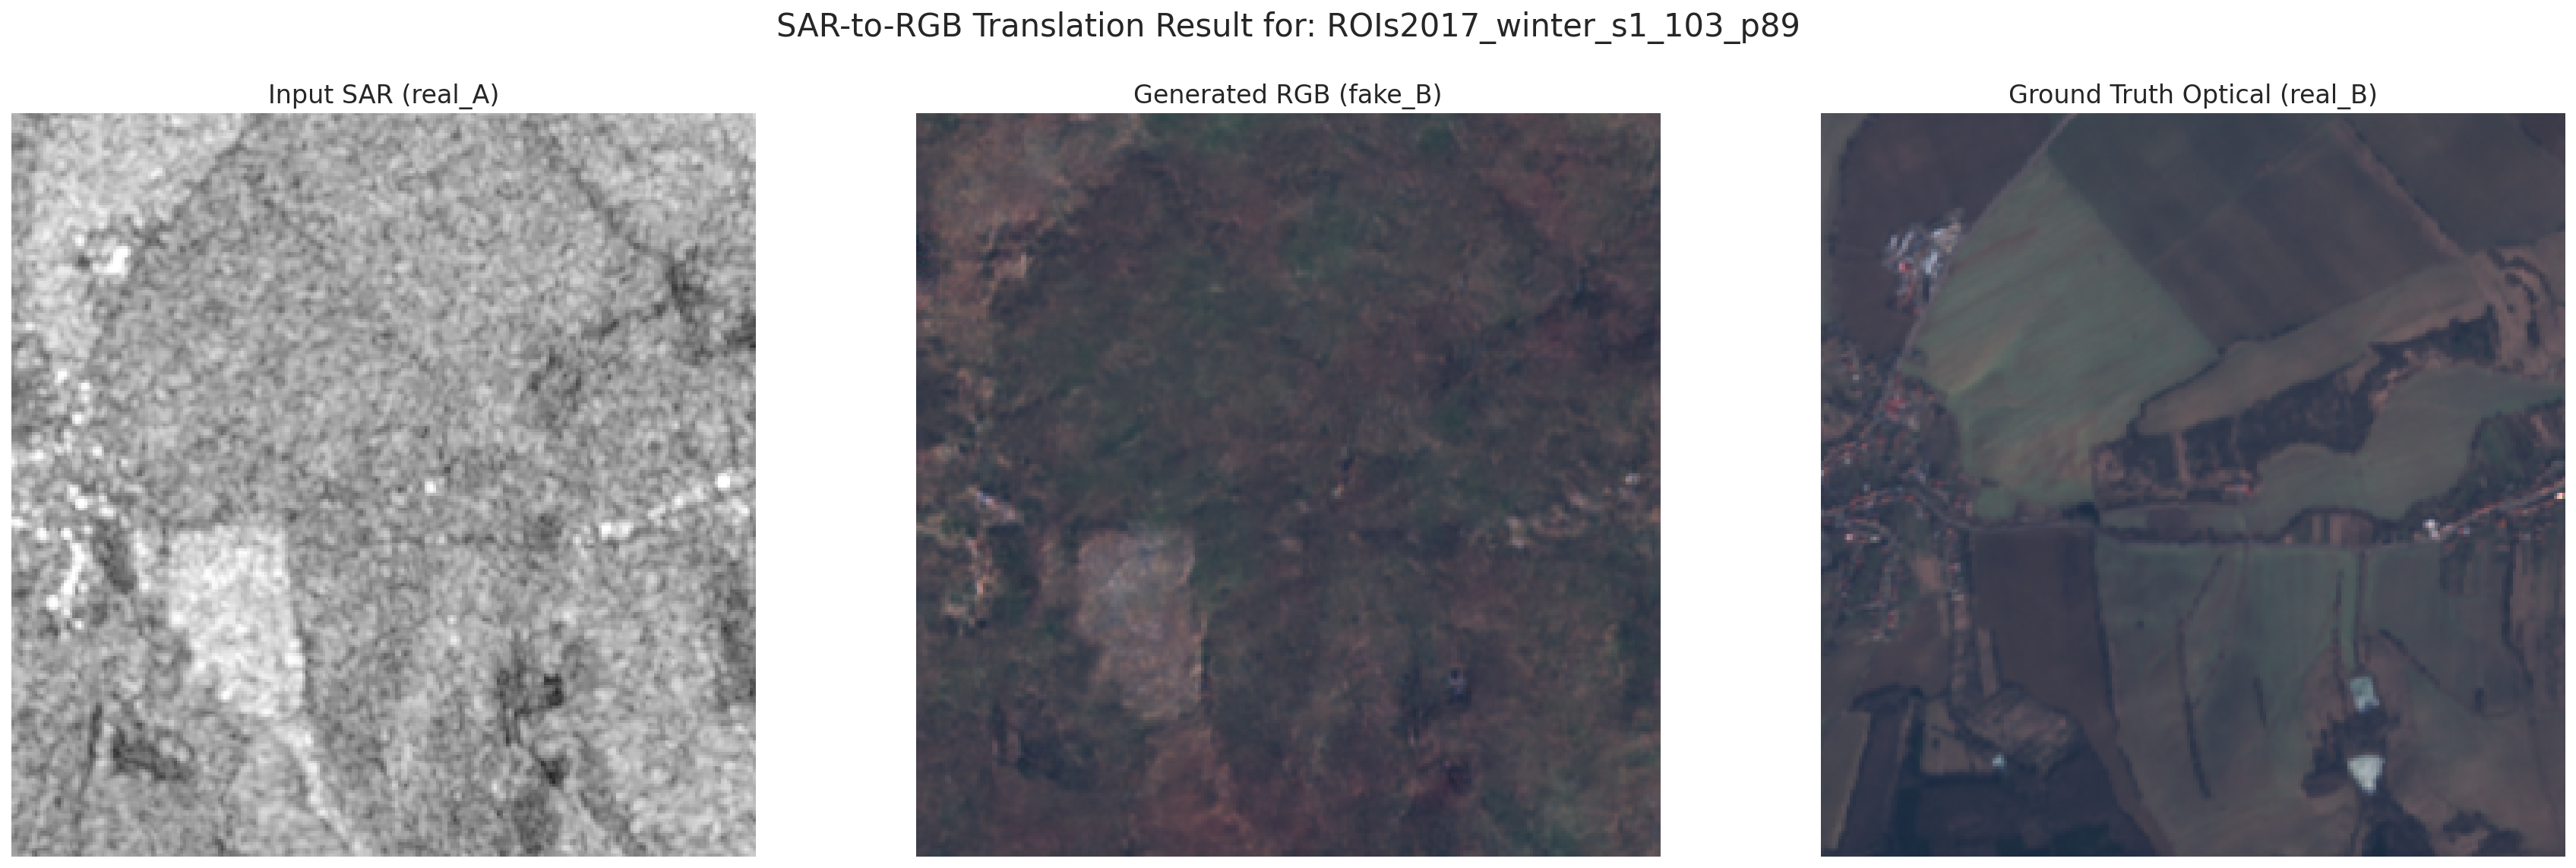 SAR-to-RGB Translation Result for: ROIs2017_winter_s1_103_p89
Input SAR (real_A)
Generated RGB (fake_B)
Ground Truth Optical (real_B)